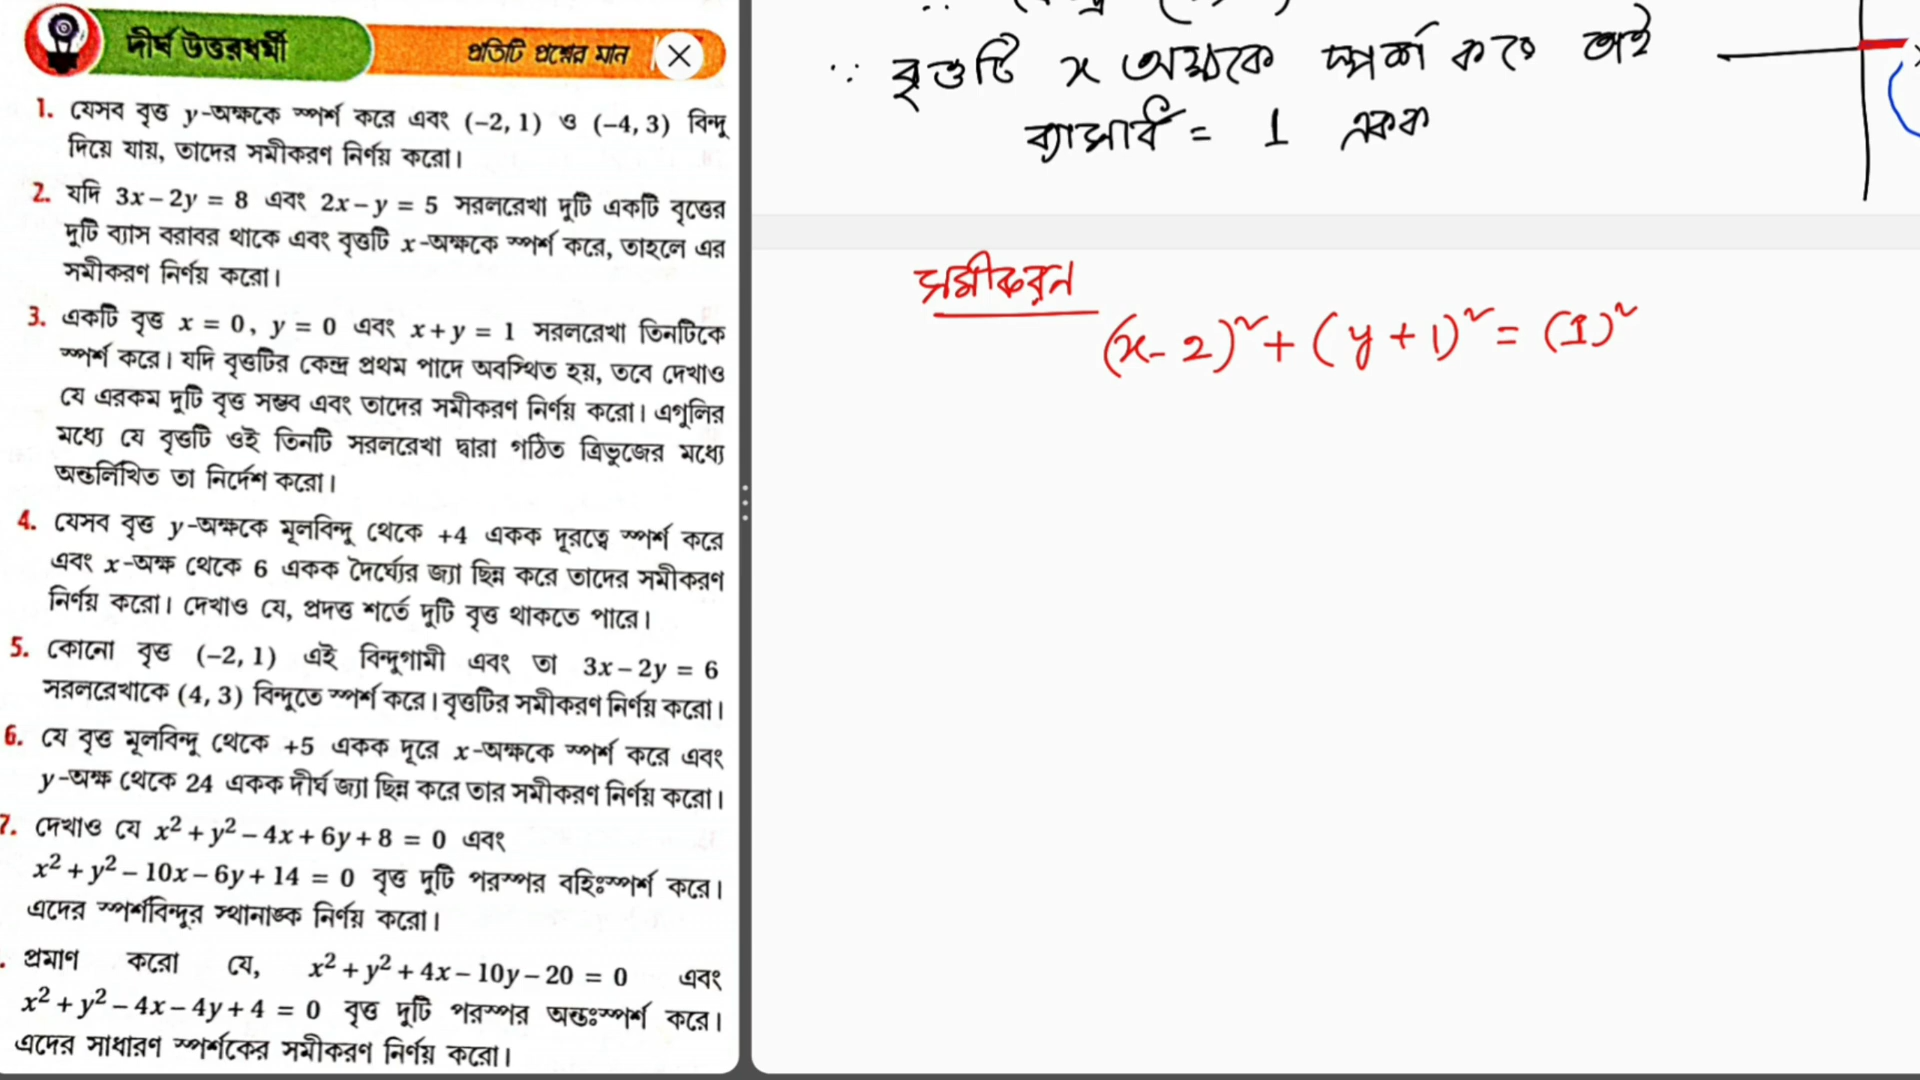 দীর্ঘ উত্তরধর্মী
প্রতিটি প্রশ্নের মান
1. যেসব বৃত্ত y-অক্ষকে স্পর্শ করে এবং (−2, 1) ও (−4, 3) বিন্দু
দিয়ে যায়, তাদের সমীকরণ নির্ণয় করো।
2. যদি 3x − 2y = 8 এবং 2x − y = 5 সরলরেখা দুটি একটি বৃত্তের
দুটি ব্যাস বরাবর থাকে এবং বৃত্তটি x-অক্ষকে স্পর্শ করে, তাহলে এর
সমীকরণ নির্ণয় করো।
3. একটি বৃত্ত x = 0, y = 0 এবং x + y = 1 সরলরেখা তিনটিকে
স্পর্শ করে। যদি বৃত্তটির কেন্দ্র প্রথম পাদে অবস্থিত হয়, তবে দেখাও
যে এরকম দুটি বৃত্ত সম্ভব এবং তাদের সমীকরণ নির্ণয় করো। এগুলির
মধ্যে যে বৃত্তটি ওই তিনটি সরলরেখা দ্বারা গঠিত ত্রিভুজের মধ্যে
অন্তর্লিখিত তা নির্দেশ করো।
4. যেসব বৃত্ত y-অক্ষকে মূলবিন্দু থেকে +4 একক দূরত্বে স্পর্শ করে
এবং x-অক্ষ থেকে 6 একক দৈর্ঘ্যের জ্যা ছিন্ন করে তাদের সমীকরণ
নির্ণয় করো। দেখাও যে, প্রদত্ত শর্তে দুটি বৃত্ত থাকতে পারে।
5. কোনো বৃত্ত (−2, 1) এই বিন্দুগামী এবং তা 3x − 2y = 6
সরলরেখাকে (4, 3) বিন্দুতে স্পর্শ করে। বৃত্তটির সমীকরণ নির্ণয় করো।
6. যে বৃত্ত মূলবিন্দু থেকে +5 একক দূরে x-অক্ষকে স্পর্শ করে এবং
y-অক্ষ থেকে 24 একক দীর্ঘ জ্যা ছিন্ন করে তার সমীকরণ নির্ণয় করো।
7. দেখাও যে x² + y² − 4x + 6y + 8 = 0 এবং
x² + y² − 10x − 6y + 14 = 0 বৃত্ত দুটি পরস্পর বহিঃস্পর্শ করে।
এদের স্পর্শবিন্দুর স্থানাঙ্ক নির্ণয় করো।
. প্রমাণ করো যে, x² + y² + 4x − 10y − 20 = 0 এবং
x² + y² − 4x − 4y + 4 = 0 বৃত্ত দুটি পরস্পর অন্তঃস্পর্শ করে।
এদের সাধারণ স্পর্শকের সমীকরণ নির্ণয় করো।
∵ বৃত্তটি x অক্ষকে স্পর্শ করে তাই
ব্যাসার্ধ = 1 একক
সমীকরন
(x - 2)² + (y + 1)² = (1)²